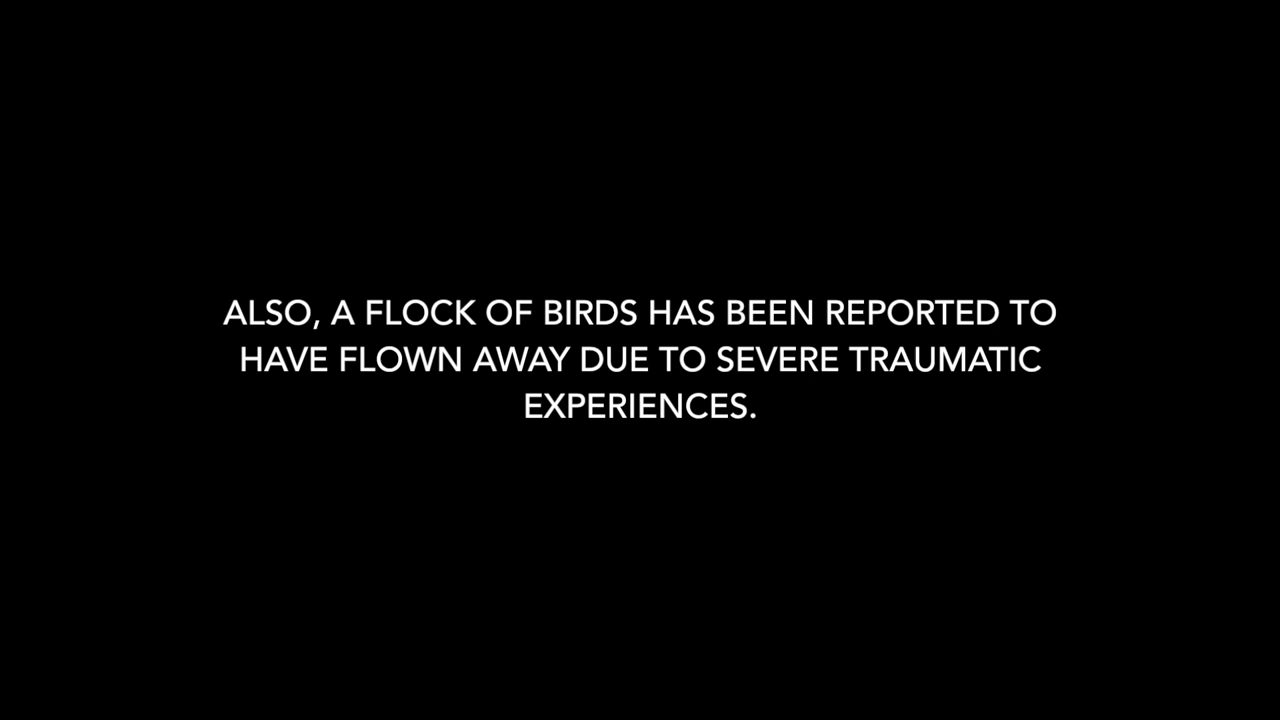 ALSO, A FLOCK OF BIRDS HAS BEEN REPORTED TO
HAVE FLOWN AWAY DUE TO SEVERE TRAUMATIC
EXPERIENCES.